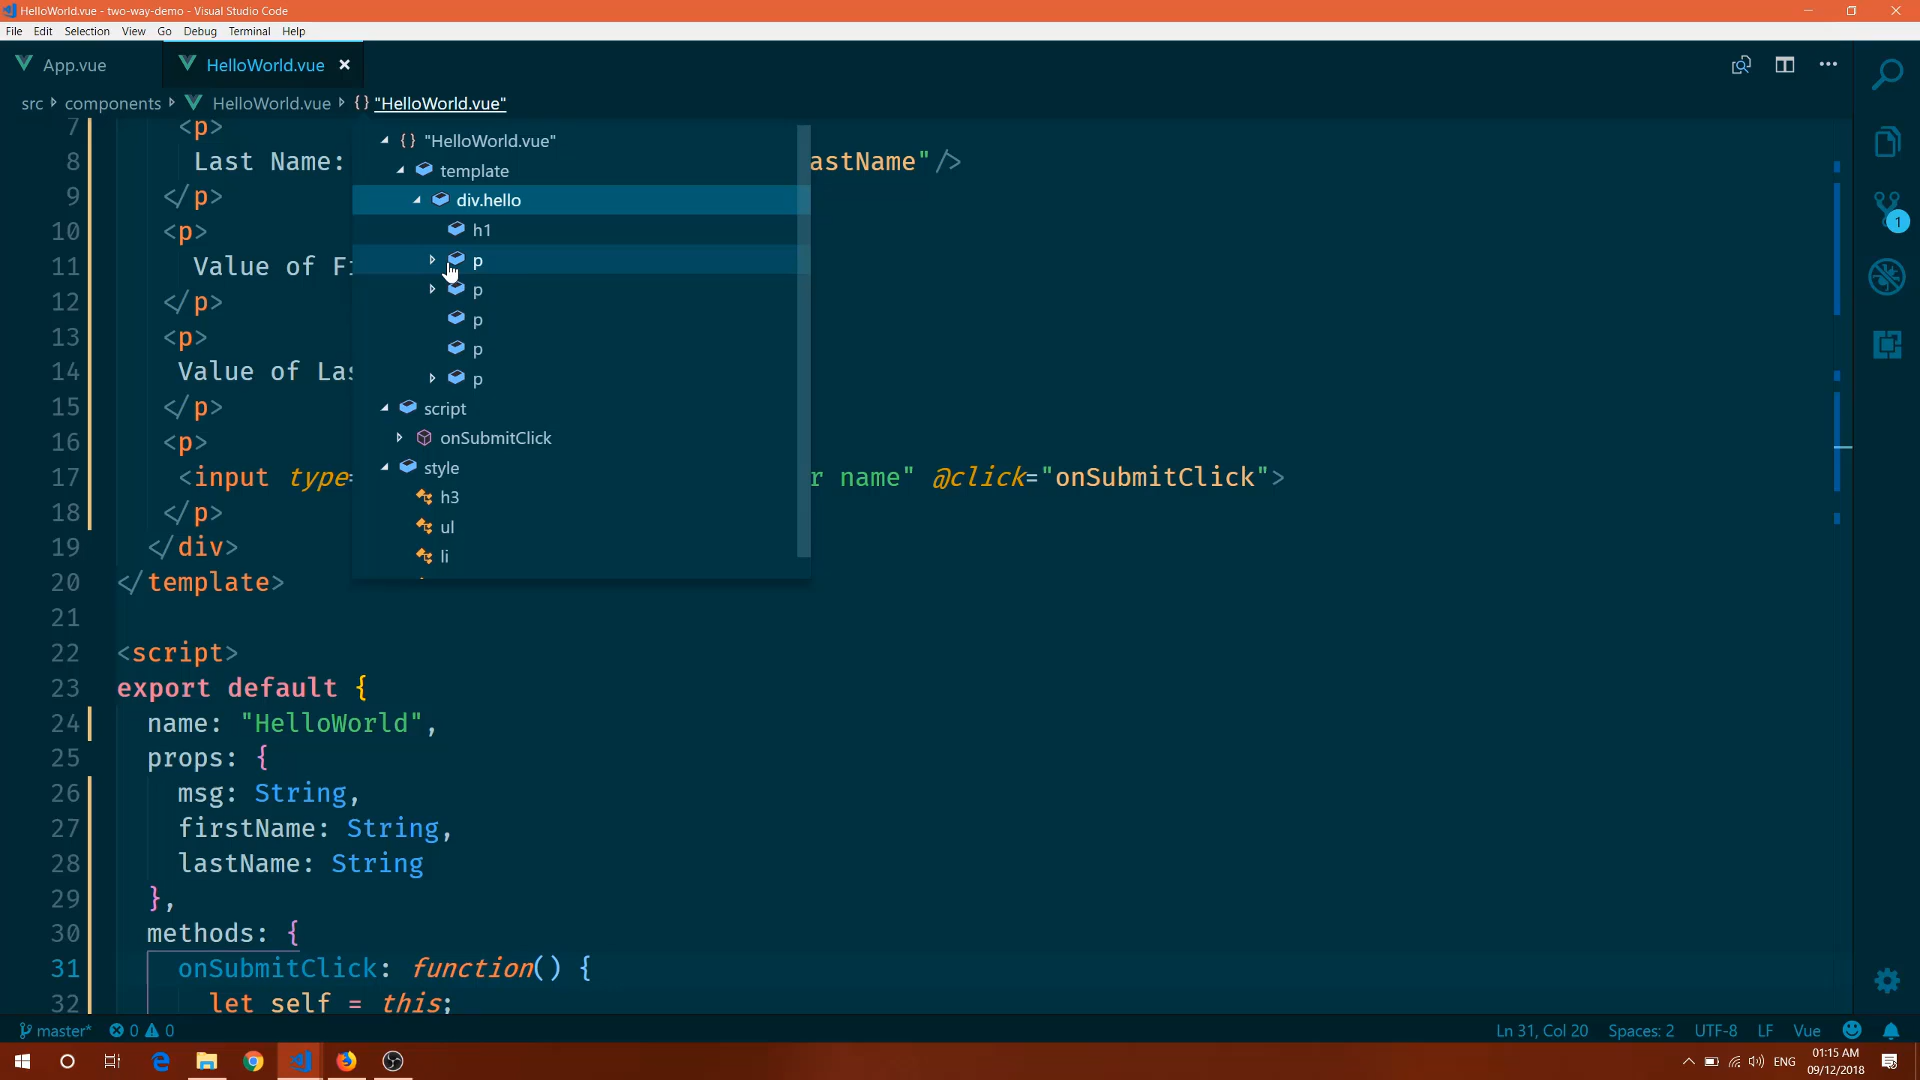 HelloWorld.vue - two-way-demo - Visual Studio Code
File Edit Selection View Go Debug Terminal Help
App.vue HelloWorld.vue
src components HelloWorld.vue {} "HelloWorld.vue"
{} "HelloWorld.vue"
template
div.hello
h1
p
p
p
p
p
script
onSubmitClick
style
h3
ul
li
7 <p>
8 Last Name: astName"/>
9 </p>
10 <p>
11 Value of Fi
12 </p>
13 <p>
14 Value of Las
15 </p>
16 <p>
17 <input type= r name" @click="onSubmitClick">
18 </p>
19 </div>
20 </template>
21
22 <script>
23 export default {
24 name: "HelloWorld",
25 props: {
26 msg: String,
27 firstName: String,
28 lastName: String
29 },
30 methods: {
31 onSubmitClick: function() {
32 let self = this;
1
master* 0 0 Ln 31, Col 20 Spaces: 2 UTF-8 LF Vue
ENG 01:15 AM
09/12/2018